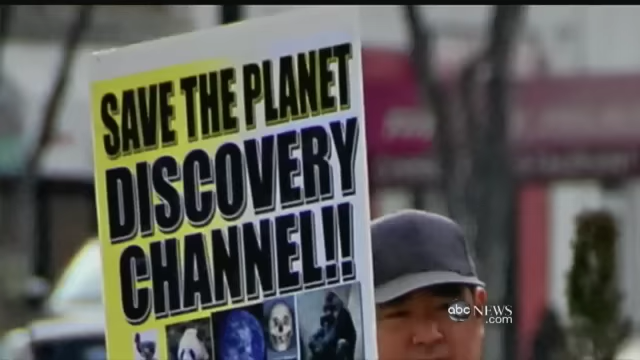 SAVE THE PLANET
DISCOVERY
CHANNEL!!
abc NEWS
.com